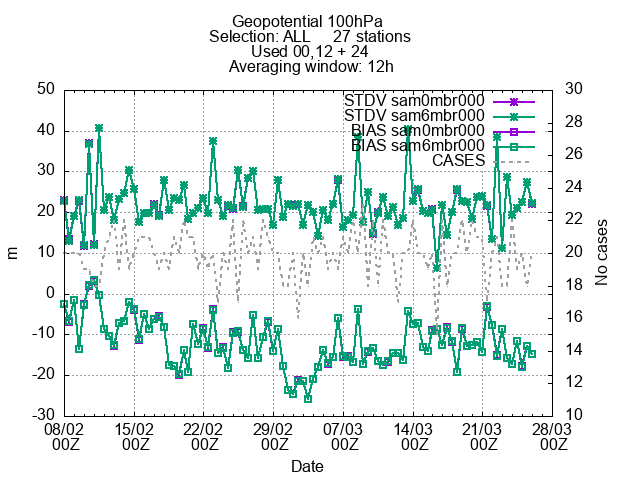 Geopotential 100hPa
Selection: ALL 27 stations
Used 00,12 + 24
Averaging window: 12h
STDV sam0mbr000
STDV sam6mbr000
BIAS sam0mbr000
BIAS sam6mbr000
CASES
50
40
30
20
10
0
-10
-20
-30
m
30
28
26
24
22
20
18
16
14
12
10
No cases
08/02 15/02 22/02 29/02 07/03 14/03 21/03 28/03
00Z 00Z 00Z 00Z 00Z 00Z 00Z 00Z
Date